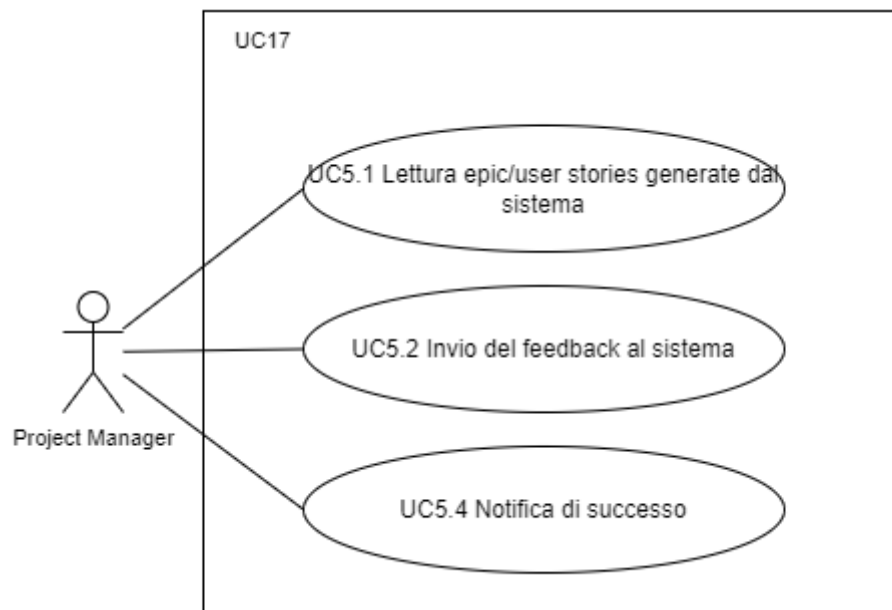 UC17
UC5.1 Lettura epic/user stories generate dal
sistema
UC5.2 Invio del feedback al sistema
Project Manager
UC5.4 Notifica di successo